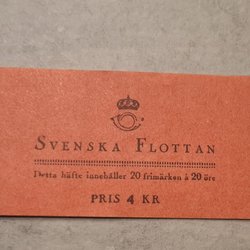 SVENSKA FLOTTAN
Detta häfte innehåller 20 frimärken à 20 öre
PRIS 4 KR